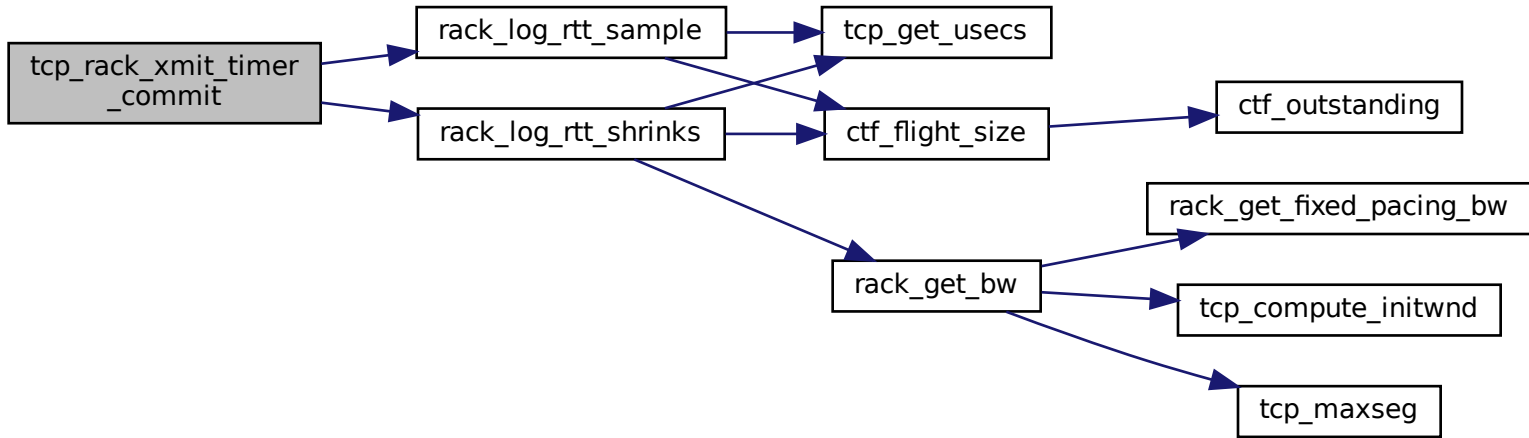 tcp_rack_xmit_timer
_commit
rack_log_rtt_sample
rack_log_rtt_shrinks
tcp_get_usecs
ctf_flight_size
rack_get_bw
ctf_outstanding
rack_get_fixed_pacing_bw
tcp_compute_initwnd
tcp_maxseg